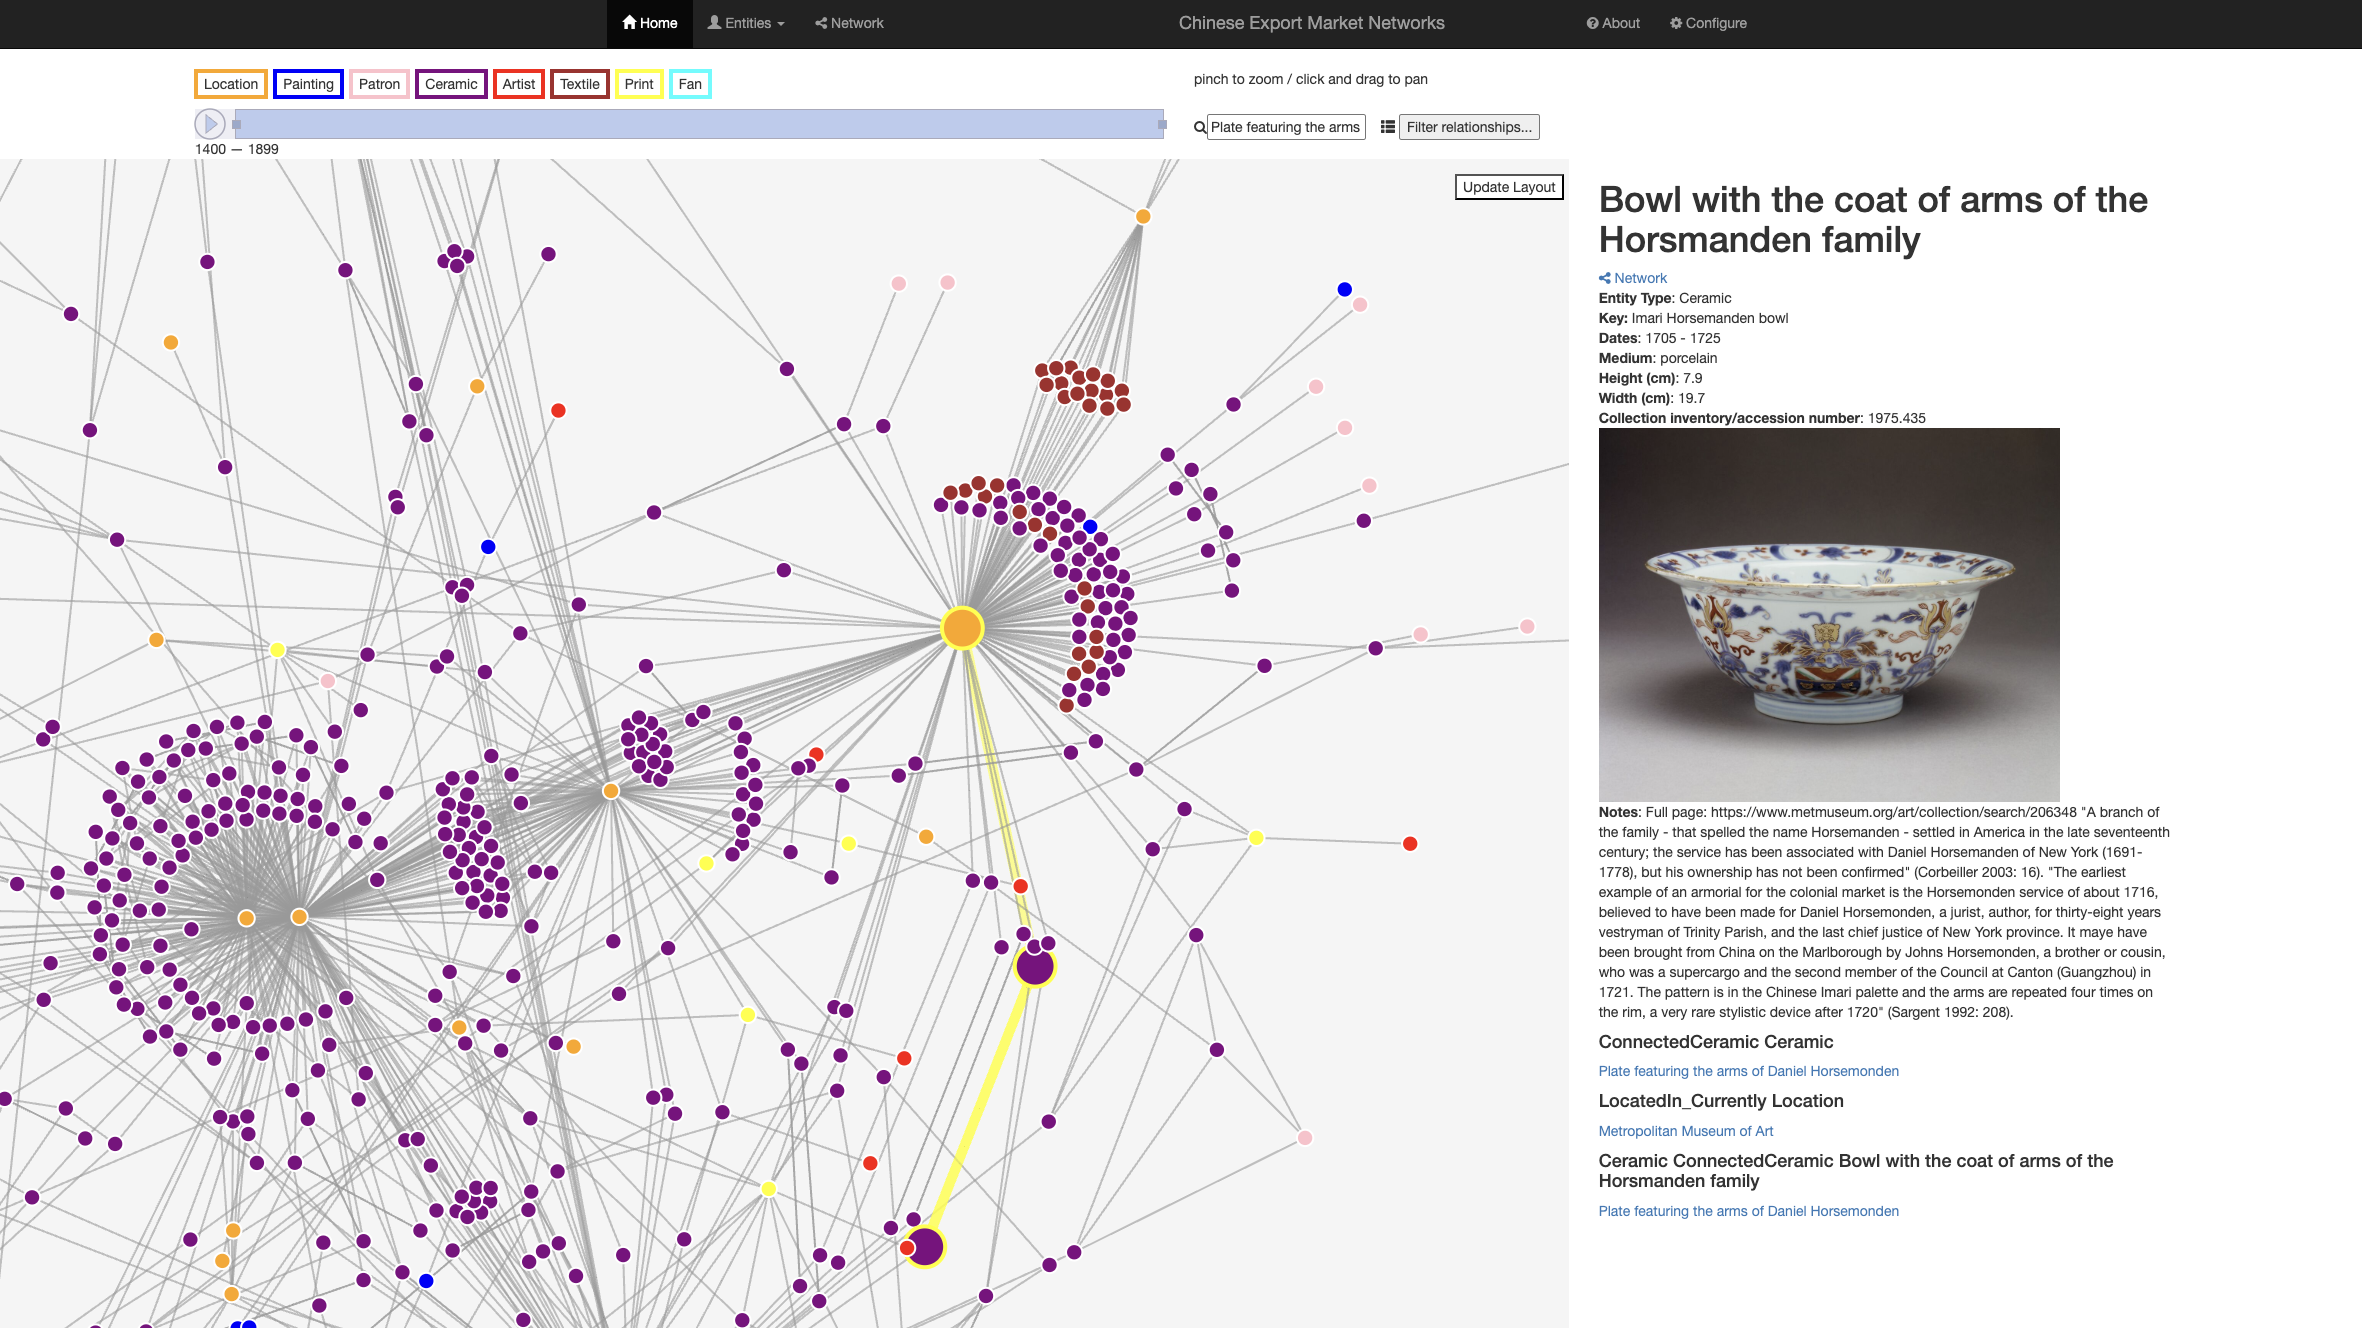 Home Entities Network Chinese Export Market Networks About Configure
Location Painting Patron Ceramic Artist Textile Print Fan
pinch to zoom / click and drag to pan
Plate featuring the arms Filter relationships...
1400 — 1899
Update Layout
Bowl with the coat of arms of the
Horsmanden family
Network
Entity Type: Ceramic
Key: Imari Horsemanden bowl
Dates: 1705 - 1725
Medium: porcelain
Height (cm): 7.9
Width (cm): 19.7
Collection inventory/accession number: 1975.435
Notes: Full page: https://www.metmuseum.org/art/collection/search/206348 "A branch of
the family - that spelled the name Horsemanden - settled in America in the late seventeenth
century; the service has been associated with Daniel Horsemanden of New York (1691-
1778), but his ownership has not been confirmed" (Corbeiller 2003: 16). "The earliest
example of an armorial for the colonial market is the Horsemonden service of about 1716,
believed to have been made for Daniel Horsemonden, a jurist, author, for thirty-eight years
vestryman of Trinity Parish, and the last chief justice of New York province. It maye have
been brought from China on the Marlborough by Johns Horsemonden, a brother or cousin,
who was a supercargo and the second member of the Council at Canton (Guangzhou) in
1721. The pattern is in the Chinese Imari palette and the arms are repeated four times on
the rim, a very rare stylistic device after 1720" (Sargent 1992: 208).
ConnectedCeramic Ceramic
Plate featuring the arms of Daniel Horsemonden
LocatedIn_Currently Location
Metropolitan Museum of Art
Ceramic ConnectedCeramic Bowl with the coat of arms of the
Horsmanden family
Plate featuring the arms of Daniel Horsemonden